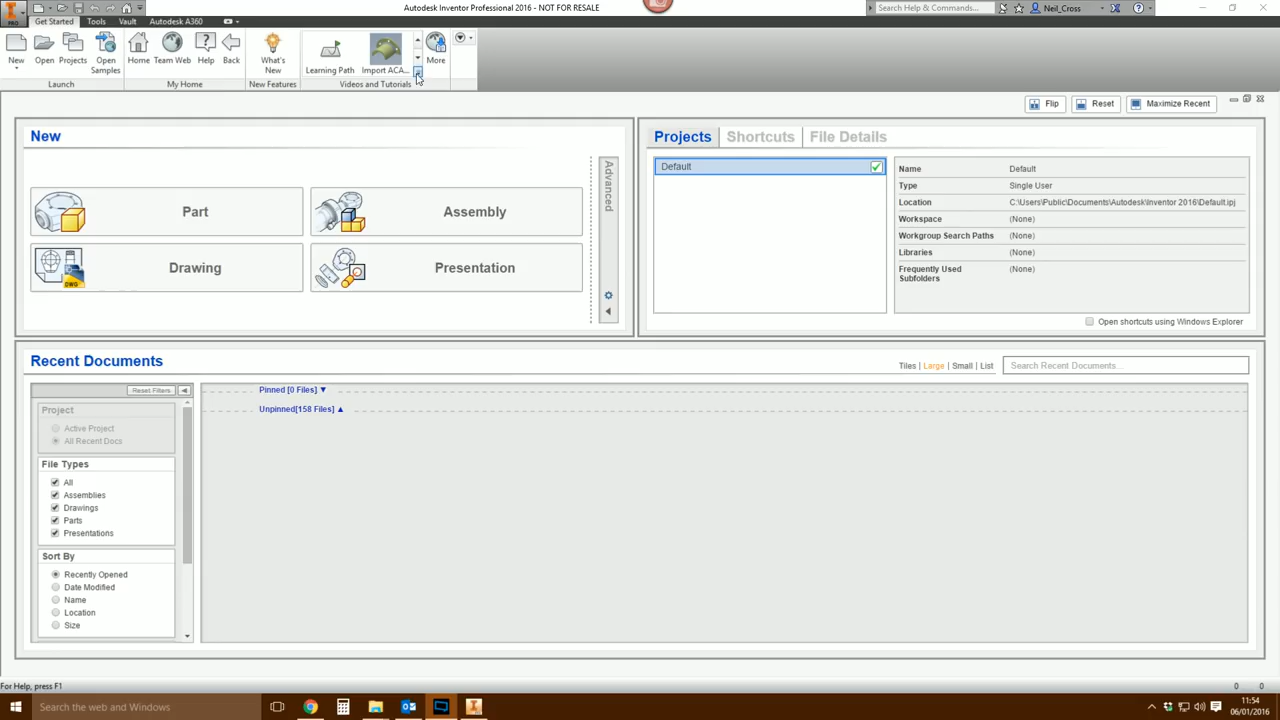 Autodesk Inventor Professional 2016 - NOT FOR RESALE
Search Help & Commands...
Neil_Cross
PRO
Get Started Tools Vault Autodesk A360
New Open Projects Open Samples Home Team Web Help Back What's New Learning Path Import ACA... More
Launch My Home New Features Videos and Tutorials
Flip Reset Maximize Recent
New
Part
Assembly
Drawing
DWG
Presentation
Advanced
Projects Shortcuts File Details
Default
Name Default
Type Single User
Location C:\Users\Public\Documents\Autodesk\Inventor 2016\Default.ipj
Workspace (None)
Workgroup Search Paths (None)
Libraries (None)
Frequently Used Subfolders (None)
Open shortcuts using Windows Explorer
Recent Documents
Tiles | Large | Small | List
Search Recent Documents...
Reset Filters
Project
Active Project
All Recent Docs
File Types
All
Assemblies
Drawings
Parts
Presentations
Sort By
Recently Opened
Date Modified
Name
Location
Size
Pinned [0 Files]
Unpinned[158 Files]
For Help, press F1
0 0
Search the web and Windows
11:54
06/01/2016